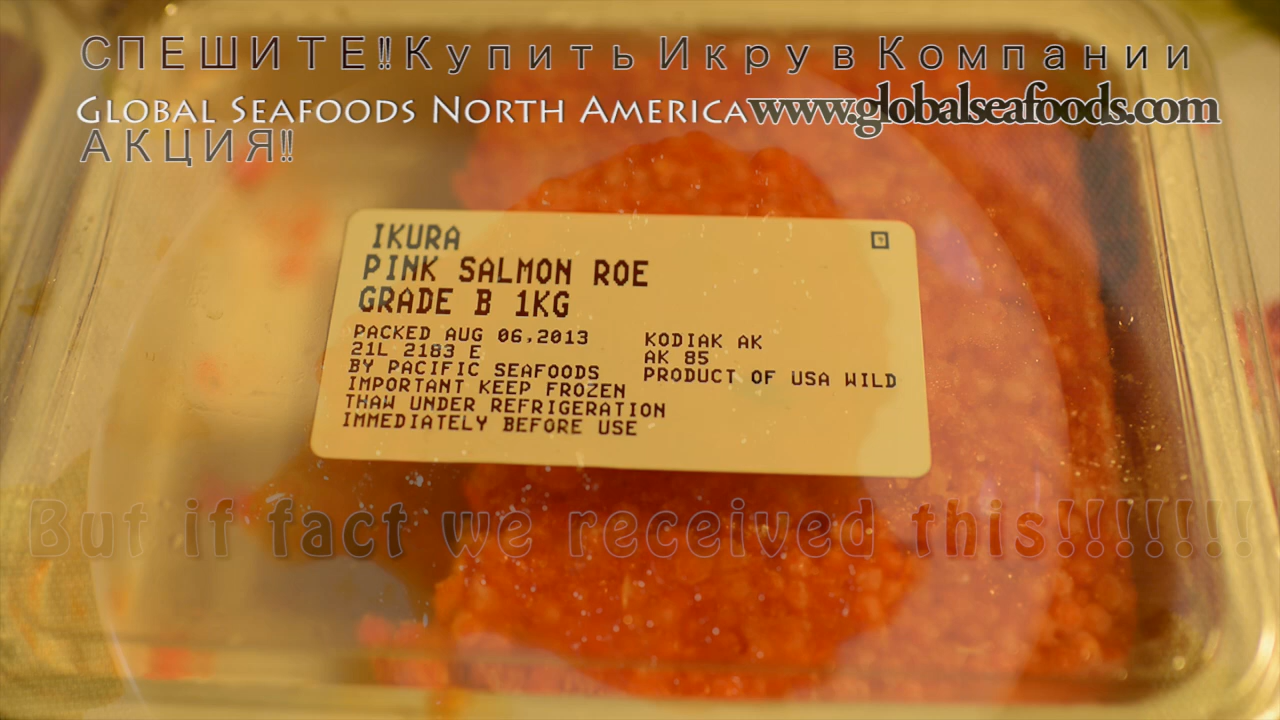 СПЕШИТЕ!! Купить Икру в Компании
GLOBAL SEAFOODS NORTH AMERICA www.globalseafoods.com
АКЦИЯ!!
IKURA
PINK SALMON ROE
GRADE B 1KG
PACKED AUG 06,2013
21L 2183 E
BY PACIFIC SEAFOODS
IMPORTANT KEEP FROZEN
THAW UNDER REFRIGERATION
IMMEDIATELY BEFORE USE
KODIAK AK
AK 85
PRODUCT OF USA WILD
But if fact we received this!!!!!!!